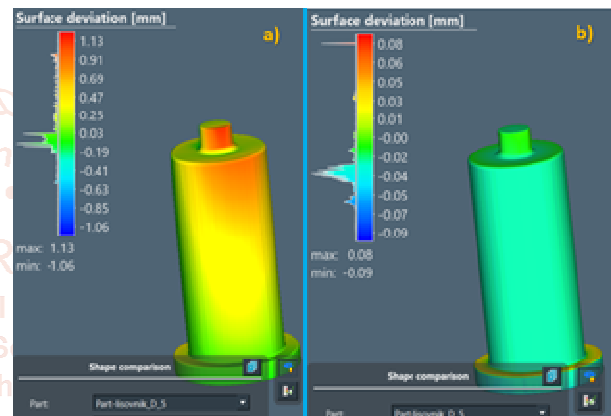 Surface deviation [mm]
a)
1.13
0.91
0.69
0.47
0.25
0.03
-0.19
-0.41
-0.63
-0.85
-1.06
max: 1.13
min: -1.06
Shape comparison
Part:
Part-lisovnik_D_5
Surface deviation [mm]
b)
0.08
0.06
0.05
0.03
0.01
-0.00
-0.02
-0.04
-0.05
-0.07
-0.09
max: 0.08
min: -0.09
Shape comparison
Part:
Part-lisovnik_D_5